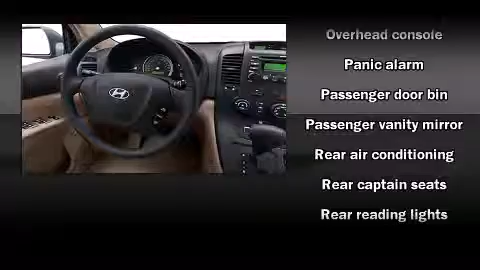 Overhead console
Panic alarm
Passenger door bin
Passenger vanity mirror
Rear air conditioning
Rear captain seats
Rear reading lights